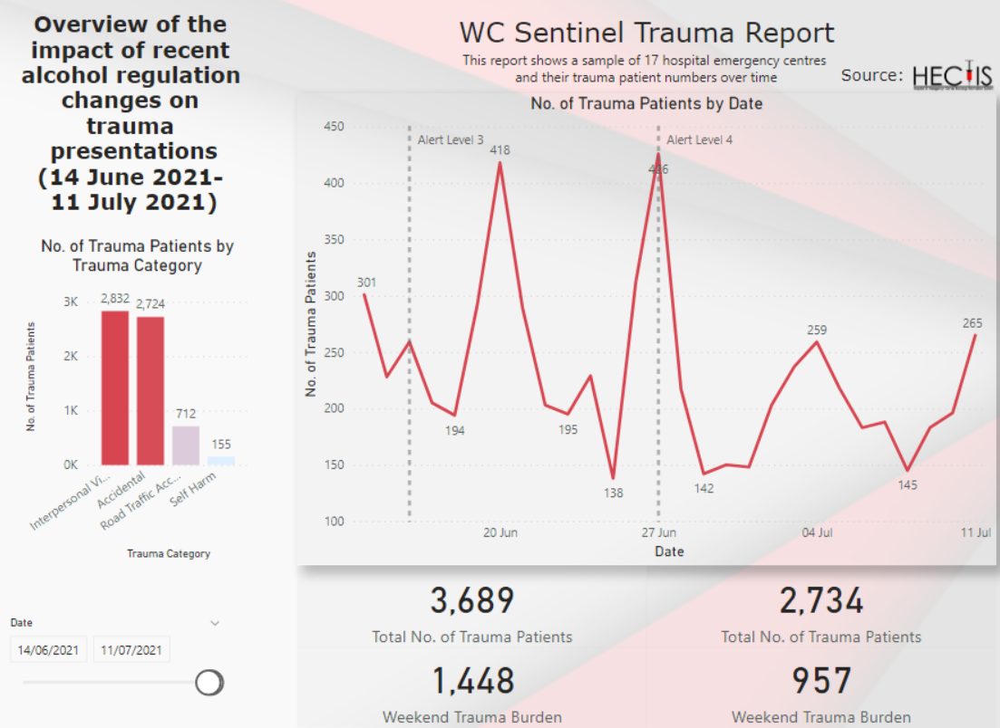 Overview of the
impact of recent
alcohol regulation
changes on
trauma
presentations
(14 June 2021-
11 July 2021)
No. of Trauma Patients by
Trauma Category
No. of Trauma Patients
3K
2K
1K
0K
2,832
2,724
712
155
Interpersonal Vi...
Accidental
Road Traffic Acc...
Self Harm
Trauma Category
Date
14/06/2021
11/07/2021
WC Sentinel Trauma Report
This report shows a sample of 17 hospital emergency centres
and their trauma patient numbers over time
Source: HECTIS
No. of Trauma Patients by Date
No. of Trauma Patients
450
400
350
300
250
200
150
100
Alert Level 3
Alert Level 4
301
194
418
195
138
426
142
259
145
265
20 Jun
27 Jun
04 Jul
11 Jul
Date
3,689
Total No. of Trauma Patients
1,448
Weekend Trauma Burden
2,734
Total No. of Trauma Patients
957
Weekend Trauma Burden